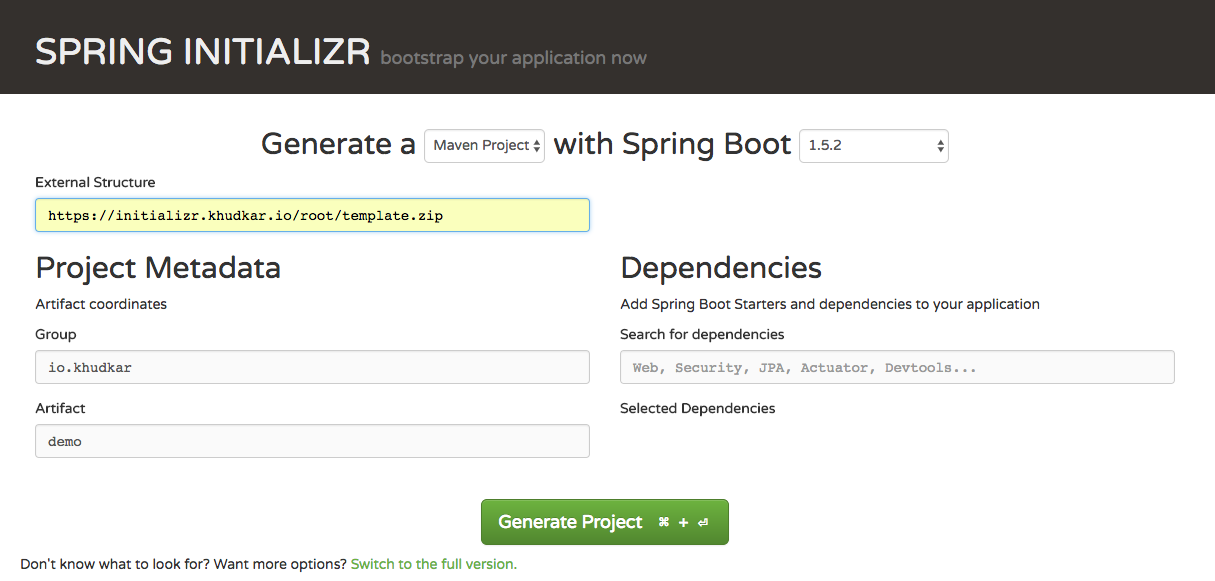 SPRING INITIALIZR bootstrap your application now
Generate a Maven Project with Spring Boot 1.5.2
External Structure
https://initializr.khudkar.io/root/template.zip
Project Metadata
Artifact coordinates
Group
io.khudkar
Artifact
demo
Dependencies
Add Spring Boot Starters and dependencies to your application
Search for dependencies
Web, Security, JPA, Actuator, Devtools...
Selected Dependencies
Generate Project ⌘ + ⏎
Don't know what to look for? Want more options? Switch to the full version.